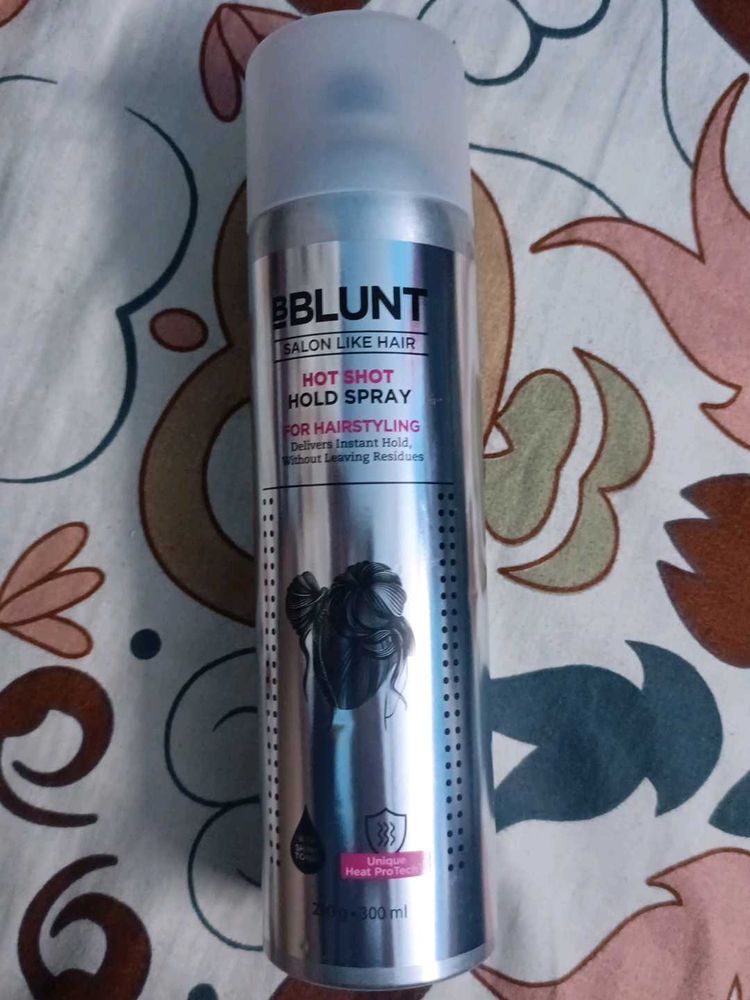 BBLUNT
SALON LIKE HAIR
HOT SHOT
HOLD SPRAY
FOR HAIRSTYLING
Delivers Instant Hold,
Without Leaving Residues
Unique
Heat ProTech
300 ml